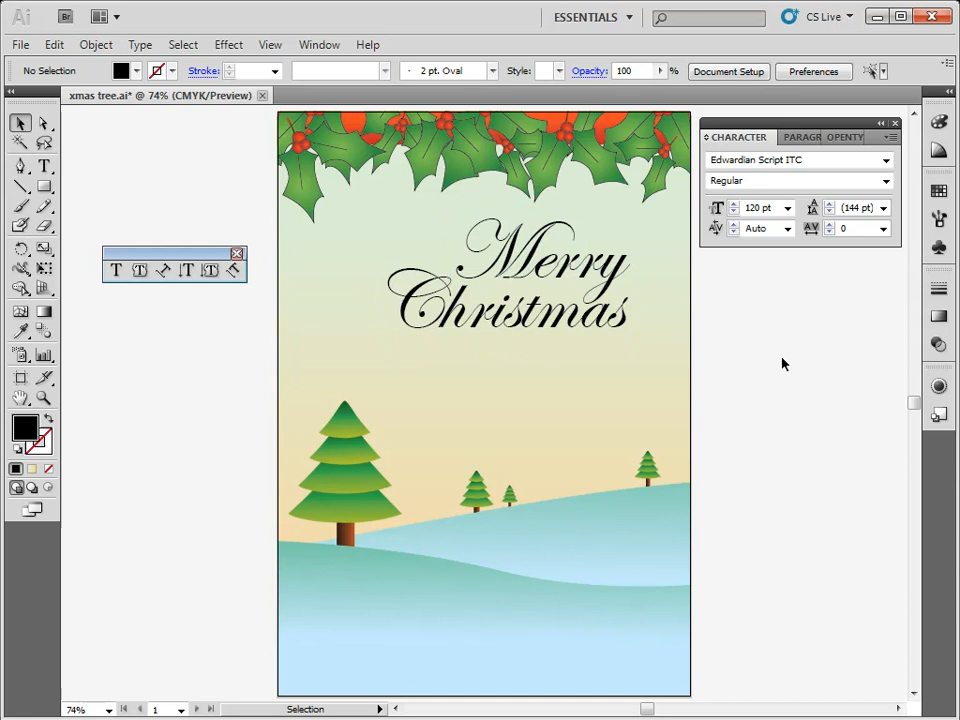 Ai Br ESSENTIALS CS Live
File Edit Object Type Select Effect View Window Help
No Selection Stroke: 2 pt. Oval Style: Opacity: 100 % Document Setup Preferences
xmas tree.ai* @ 74% (CMYK/Preview)
CHARACTER PARAGR OPENTY
Edwardian Script ITC
Regular
120 pt (144 pt)
Auto 0
Merry
Christmas
74% 1 Selection